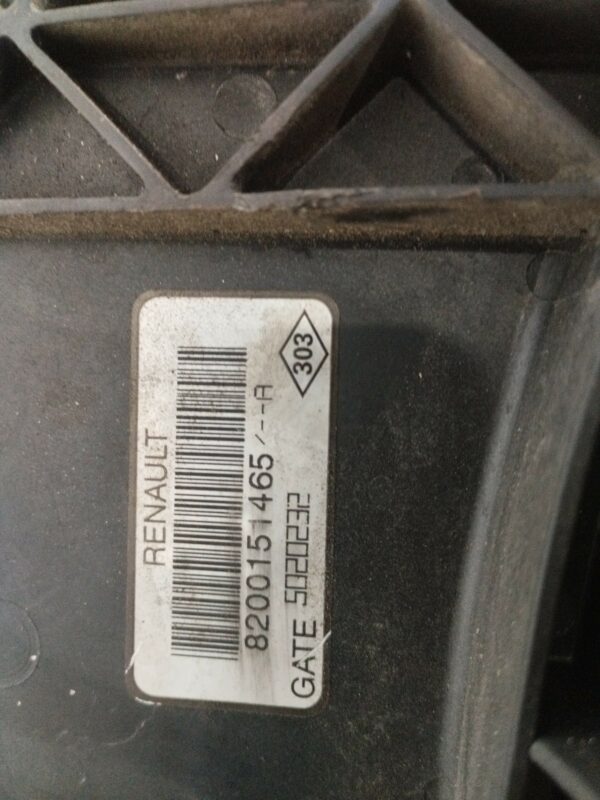 RENAULT
303
8200151465/--A
GATE 5020232